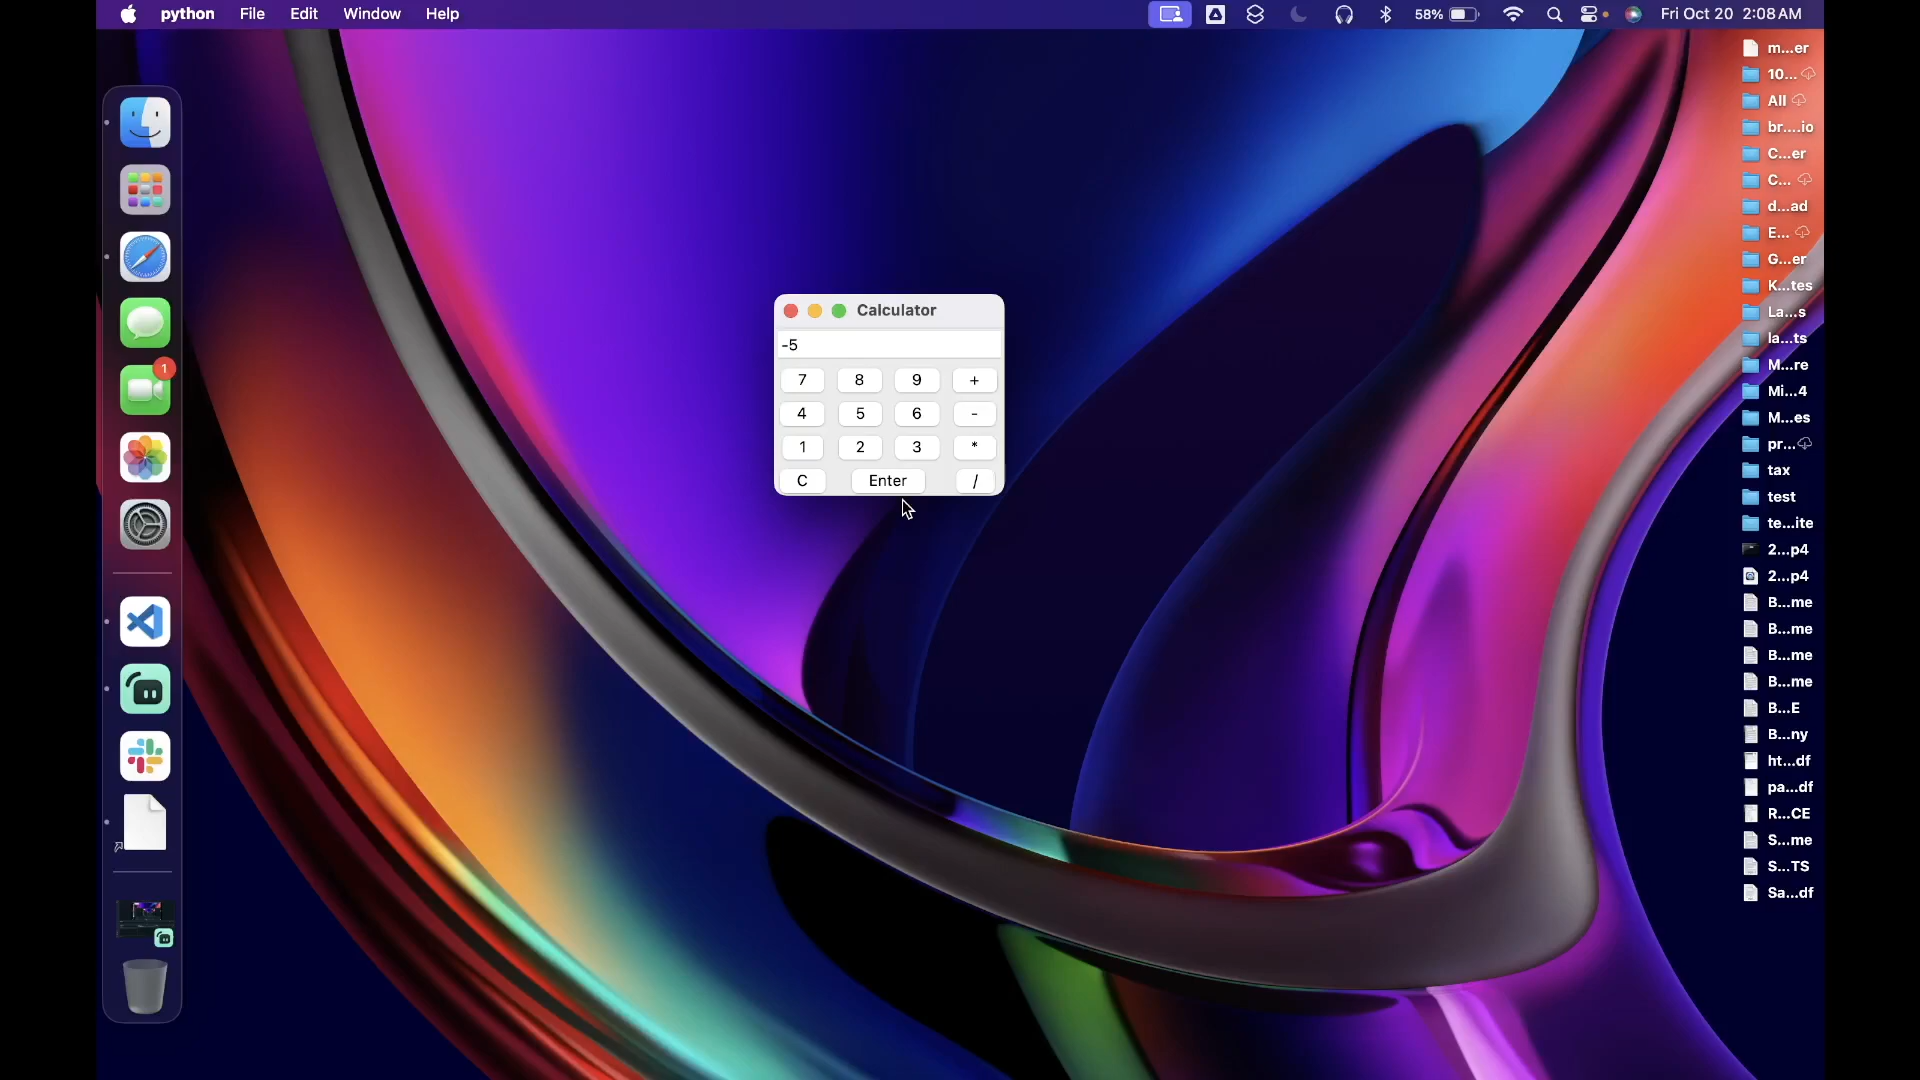 python File Edit Window Help 58% Fri Oct 20 2:08 AM
m...er
10...
All
br....io
C...er
C...
d...ad
E...
G...er
K...tes
La...s
la...ts
M...re
Mi...4
M...es
pr...
tax
test
te...ite
2...p4
2...p4
B...me
B...me
B...me
B...me
B...E
B...ny
ht...df
pa...df
R...CE
S...me
S...TS
Sa...df
1
Calculator
-5
7 8 9 +
4 5 6 -
1 2 3 *
C Enter /